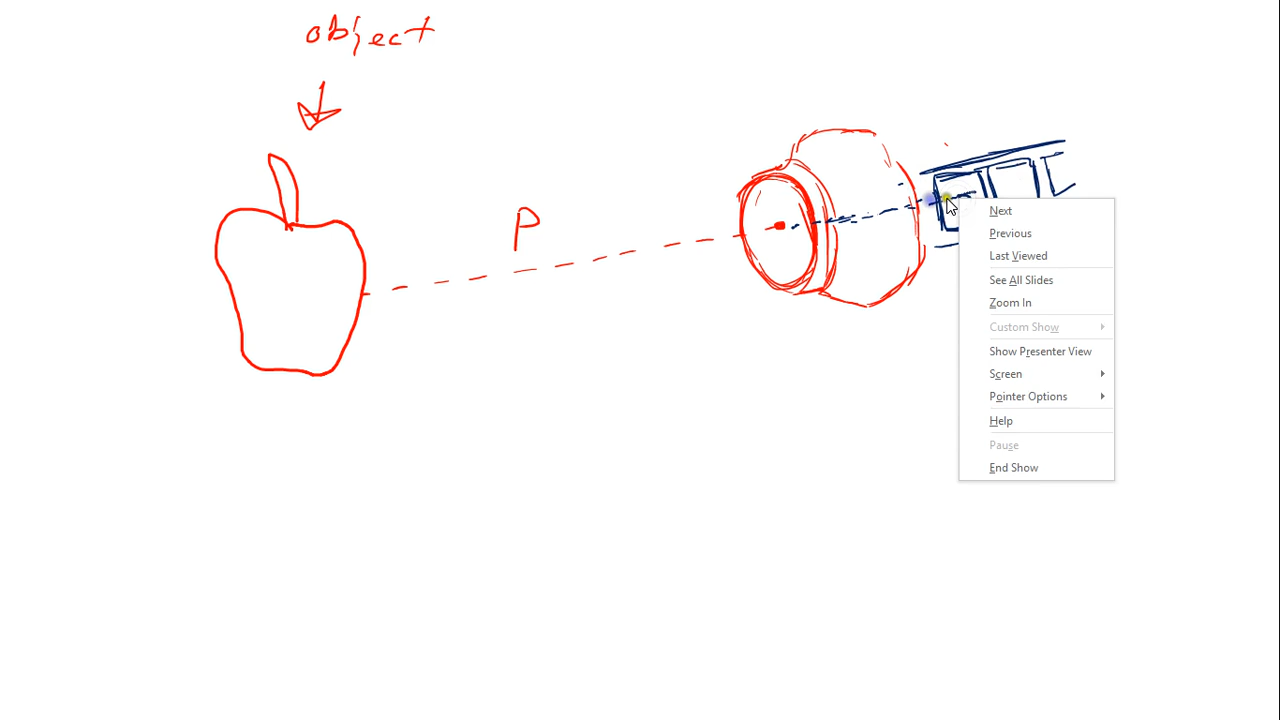 object
P
Next
Previous
Last Viewed
See All Slides
Zoom In
Custom Show
Show Presenter View
Screen
Pointer Options
Help
Pause
End Show